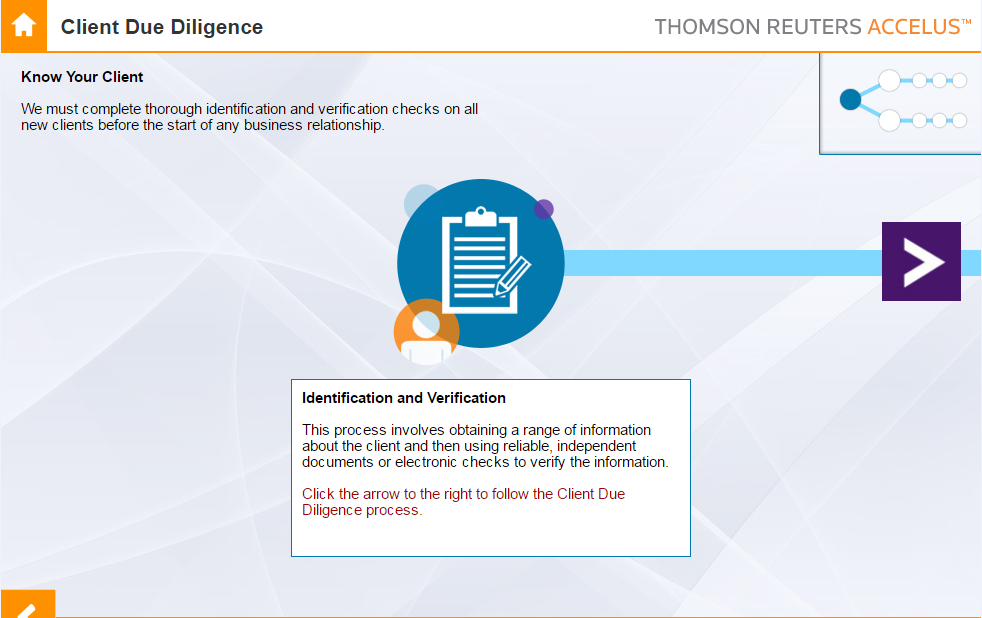 Client Due Diligence
THOMSON REUTERS ACCELUS™
Know Your Client
We must complete thorough identification and verification checks on all
new clients before the start of any business relationship.
Identification and Verification
This process involves obtaining a range of information
about the client and then using reliable, independent
documents or electronic checks to verify the information.
Click the arrow to the right to follow the Client Due
Diligence process.